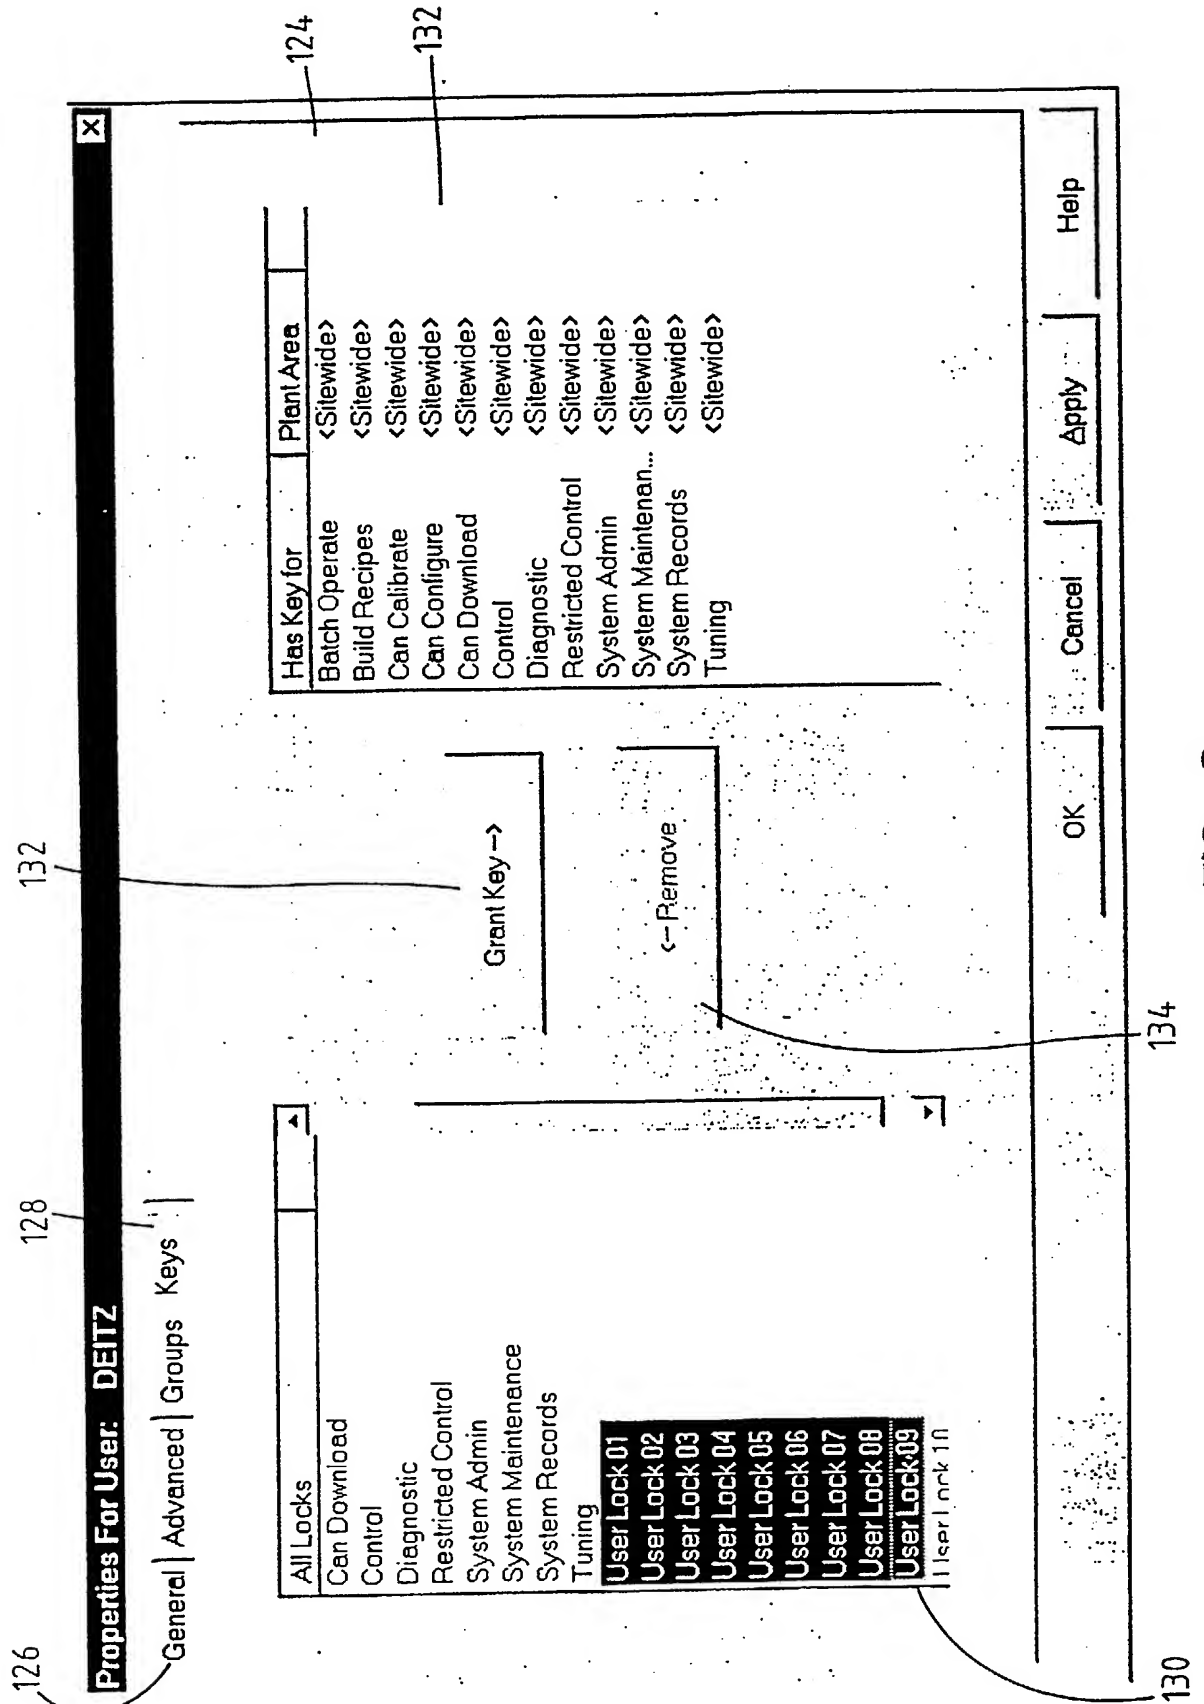 126
128
132
124
132
Properties For User: DEITZ
X
General Advanced Groups Keys
All Locks
Can Download
Control
Diagnostic
Restricted Control
System Admin
System Maintenance
System Records
Tuning
User Lock 01
User Lock 02
User Lock 03
User Lock 04
User Lock 05
User Lock 06
User Lock 07
User Lock 08
User Lock 09
User Lock 10
Grant Key -->
<-- Remove
Has Key for Plant Area
Batch Operate <Sitewide>
Build Recipes <Sitewide>
Can Calibrate <Sitewide>
Can Configure <Sitewide>
Can Download <Sitewide>
Control <Sitewide>
Diagnostic <Sitewide>
Restricted Control <Sitewide>
System Admin <Sitewide>
System Maintenan... <Sitewide>
System Records <Sitewide>
Tuning <Sitewide>
OK Cancel Apply Help
130
134